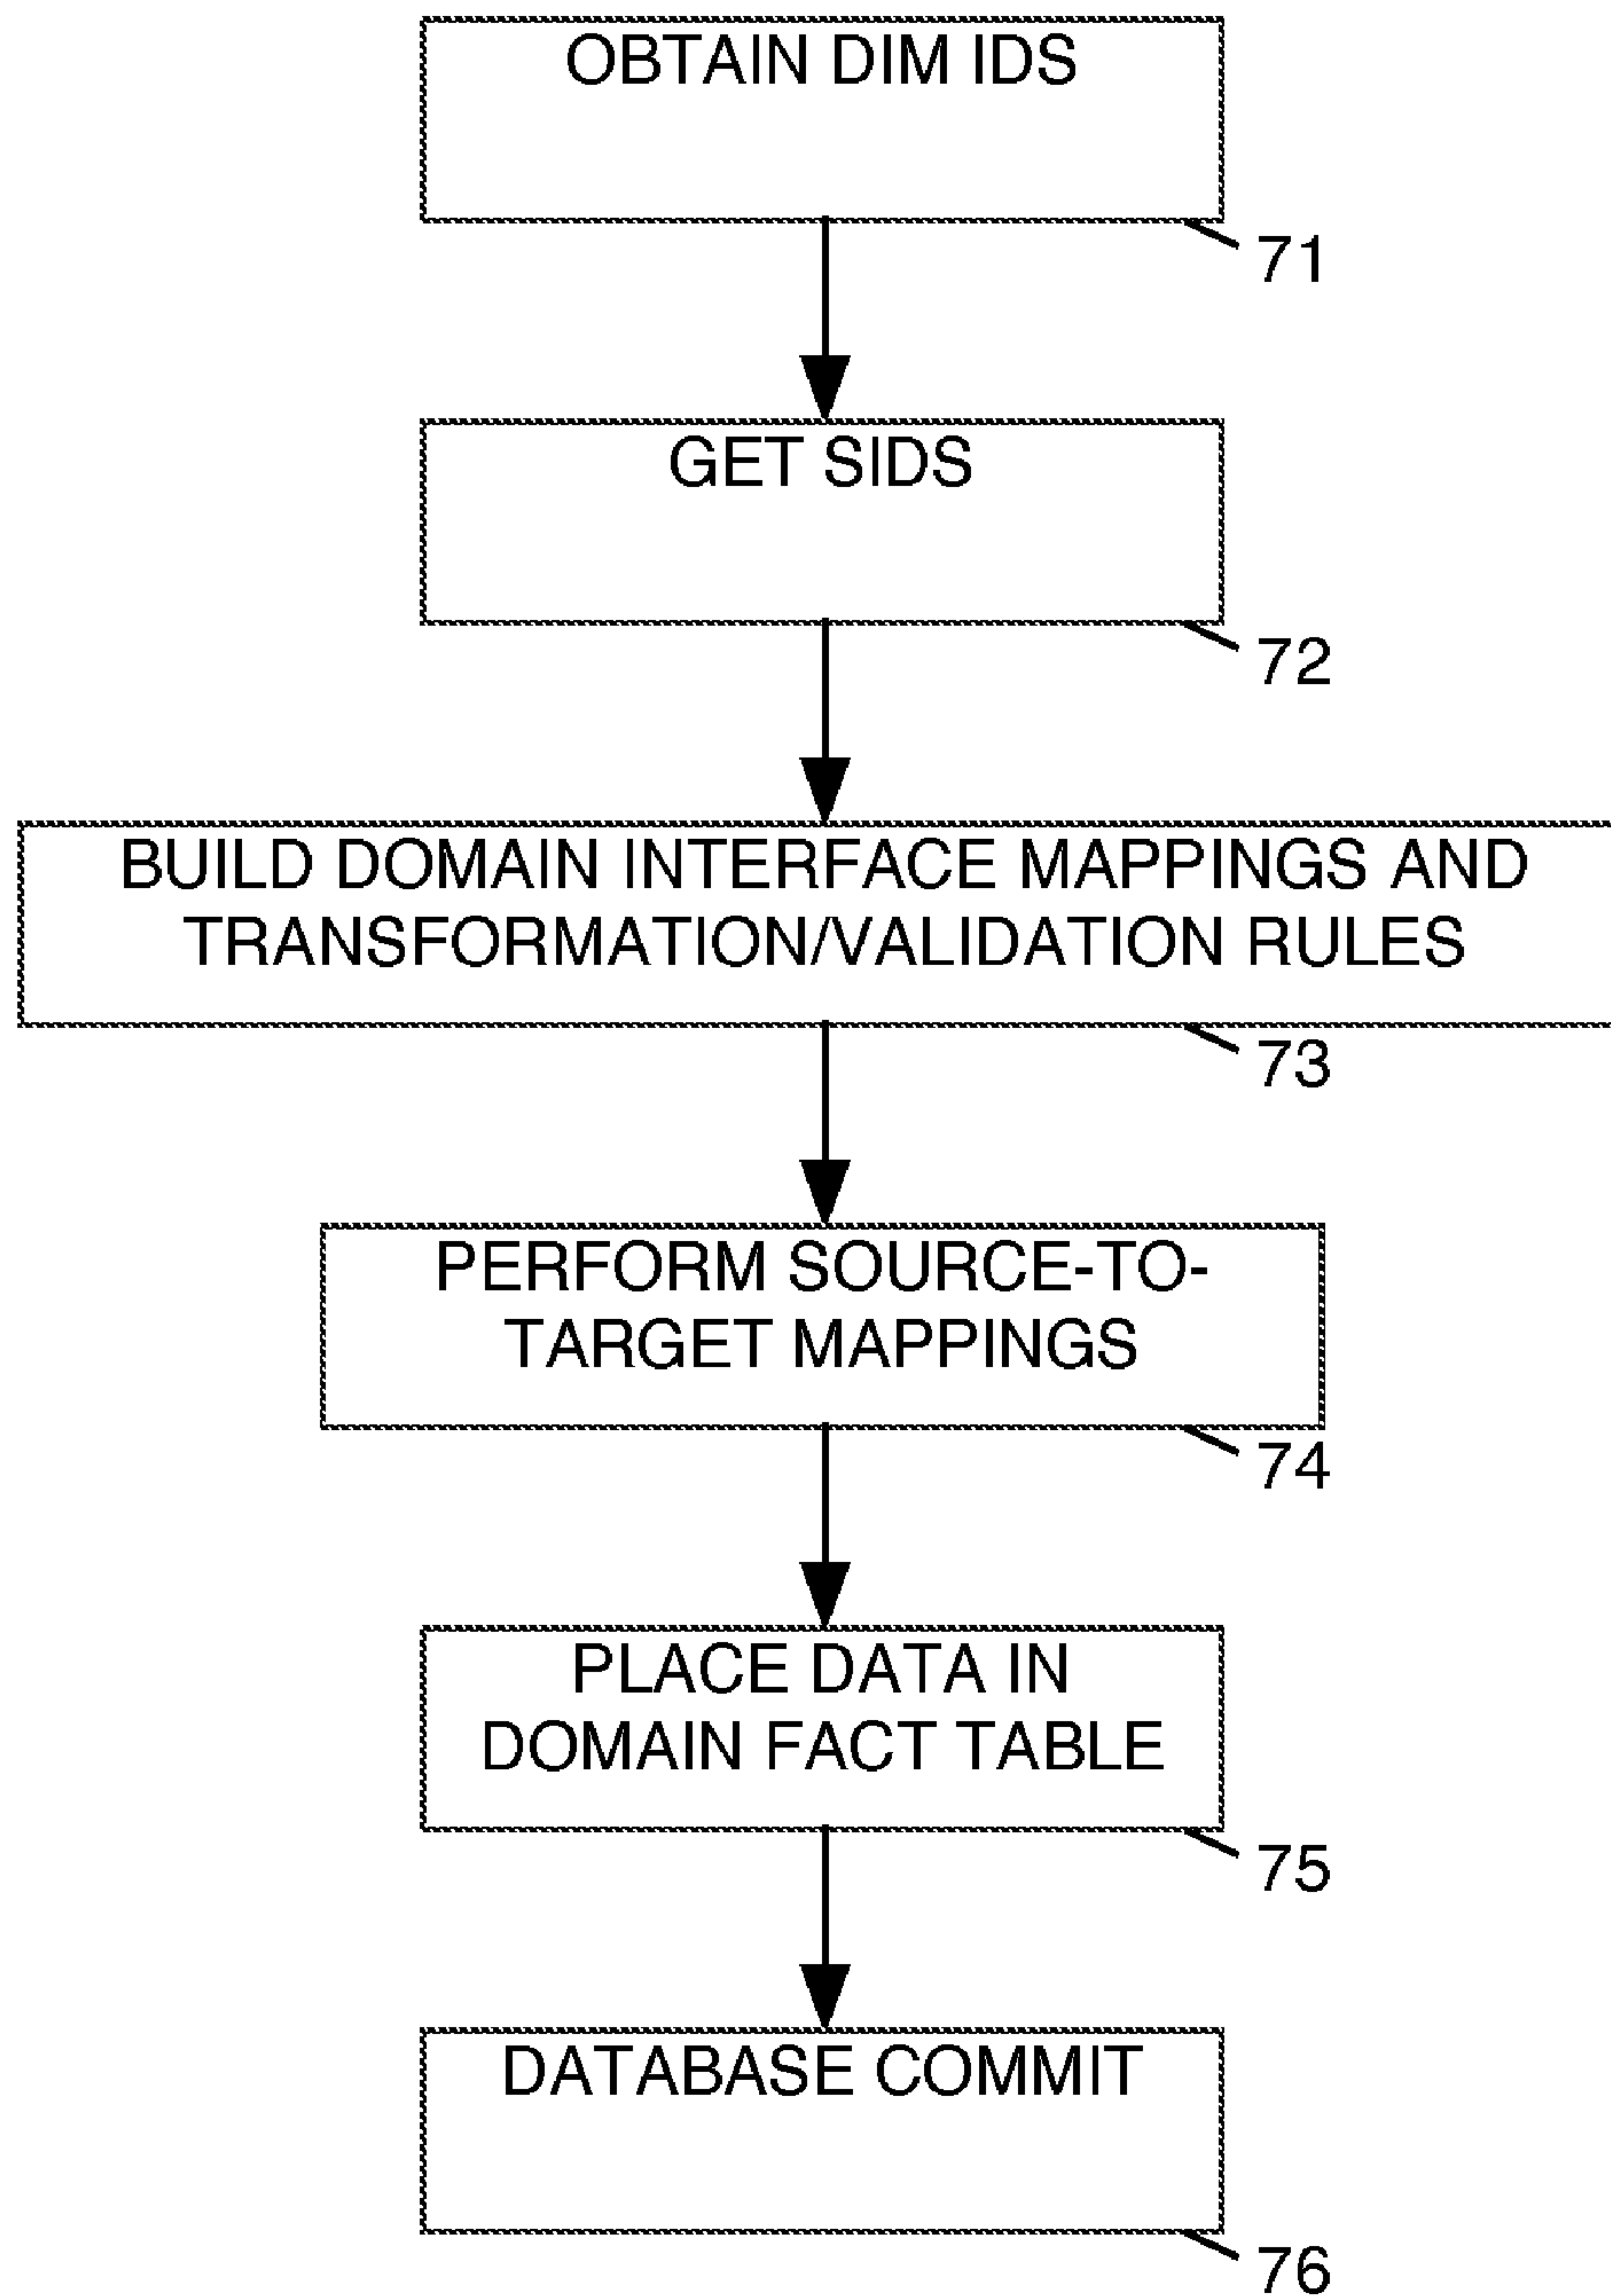 OBTAIN DIM IDS
71
GET SIDS
72
BUILD DOMAIN INTERFACE MAPPINGS AND
TRANSFORMATION/VALIDATION RULES
73
PERFORM SOURCE-TO-
TARGET MAPPINGS
74
PLACE DATA IN
DOMAIN FACT TABLE
75
DATABASE COMMIT
76